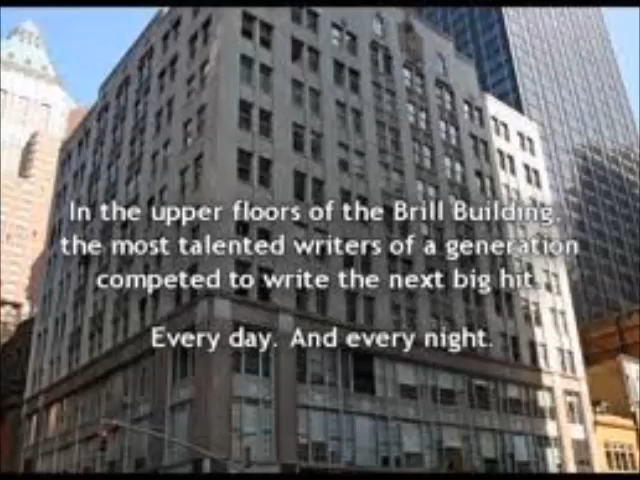 In the upper floors of the Brill Building,
the most talented writers of a generation
competed to write the next big hit.
Every day. And every night.